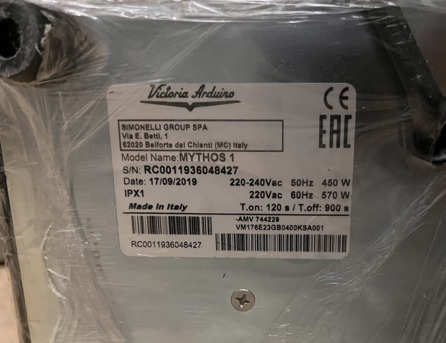 Victoria Arduino
CE
EAC
SIMONELLI GROUP SPA
Via E. Betti, 1
62020 Belforte del Chienti (MC) Italy
Model Name: MYTHOS 1
S/N: RC0011936048427
Date: 17/09/2019 220-240Vac 50Hz 450 W
IPX1 220Vac 60Hz 570 W
Made in Italy T.on: 120 s / T.off: 900 s
-AMV 744229
VM176E23GB0400KSA001
RC0011936048427